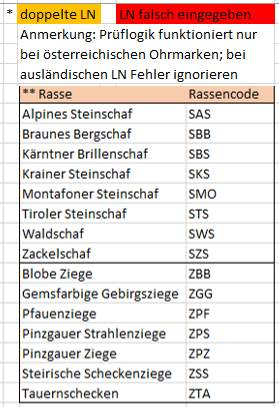 * doppelte LN LN falsch eingegeben
Anmerkung: Prüflogik funktioniert nur
bei österreichischen Ohrmarken; bei
ausländischen LN Fehler ignorieren
** Rasse Rassencode
Alpines Steinschaf SAS
Braunes Bergschaf SBB
Kärntner Brillenschaf SBS
Krainer Steinschaf SKS
Montafoner Steinschaf SMO
Tiroler Steinschaf STS
Waldschaf SWS
Zackelschaf SZS
Blobe Ziege ZBB
Gemsfarbige Gebirgsziege ZGG
Pfauenziege ZPF
Pinzgauer Strahlenziege ZPS
Pinzgauer Ziege ZPZ
Steirische Scheckenziege ZSS
Tauernschecken ZTA